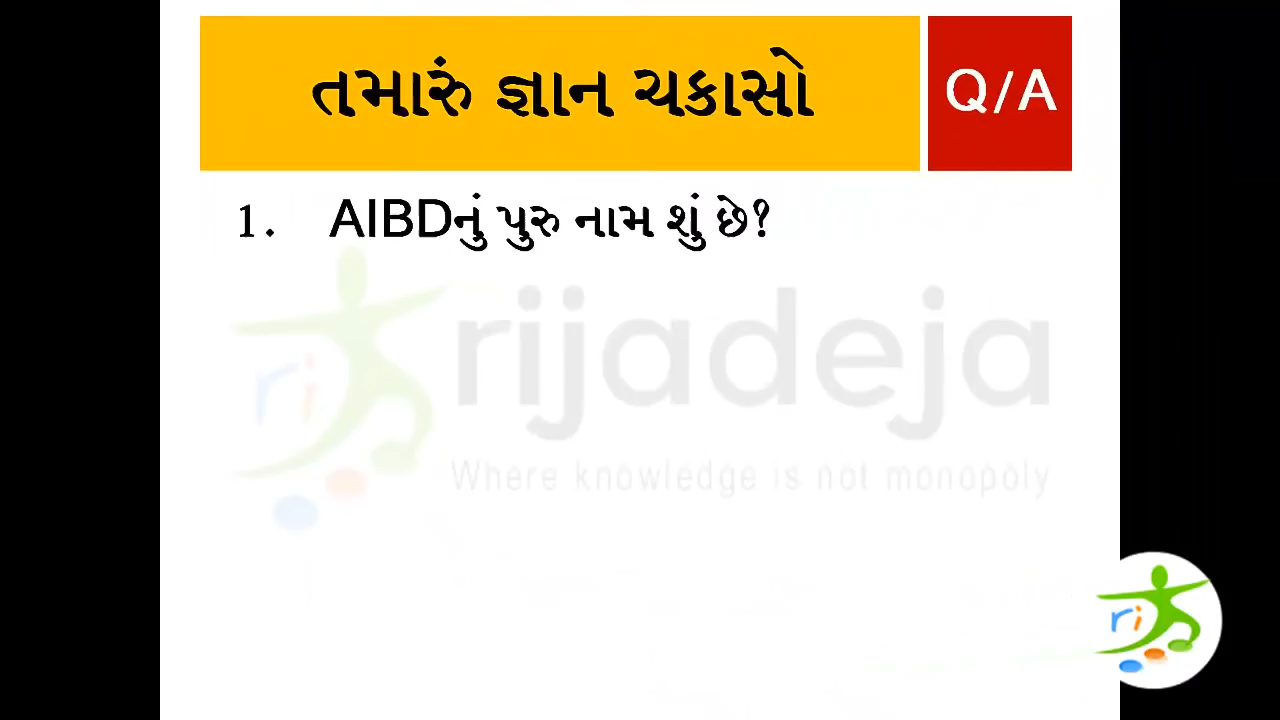 તમારું જ્ઞાન ચકાસો
Q/A
1. AIBDનું પુરુ નામ શું છે?
rijadeja
Where knowledge is not monopoly
ri